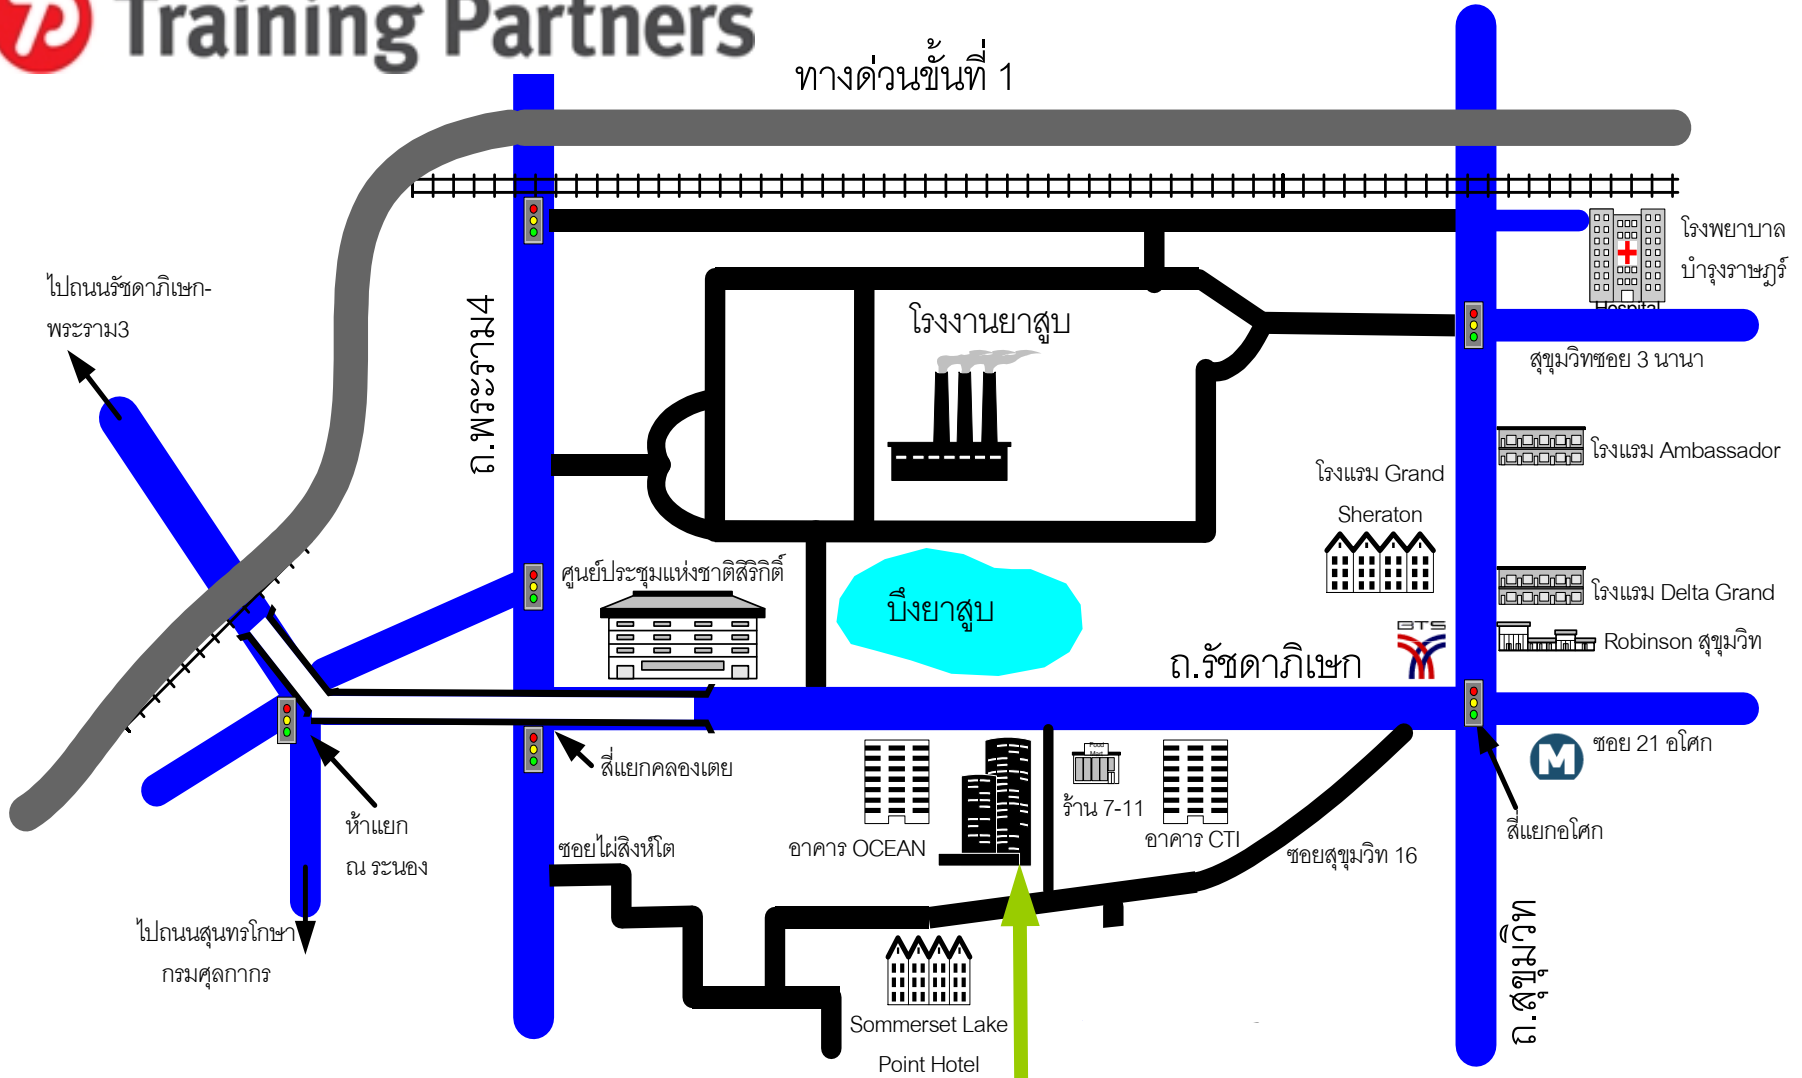 Training Partners
ทางด่วนขั้นที่ 1
โรงพยาบาล
บำรุงราษฎร์
Hospital
ไปถนนรัชดาภิเษก-
พระราม3
ถ.พระราม4
โรงงานยาสูบ
สุขุมวิทซอย 3 นานา
โรงแรม Ambassador
โรงแรม Grand
Sheraton
ศูนย์ประชุมแห่งชาติสิริกิติ์
บึงยาสูบ
โรงแรม Delta Grand
BTS
Robinson สุขุมวิท
ถ.รัชดาภิเษก
M
ซอย 21 อโศก
สี่แยกคลองเตย
Food
Mart
ร้าน 7-11
ห้าแยก
ณ ระนอง
ซอยไผ่สิงห์โต
อาคาร OCEAN
อาคาร CTI
ซอยสุขุมวิท 16
สี่แยกอโศก
ไปถนนสุนทรโกษา
กรมศุลกากร
ถ.สุขุมวิท
Sommerset Lake
Point Hotel